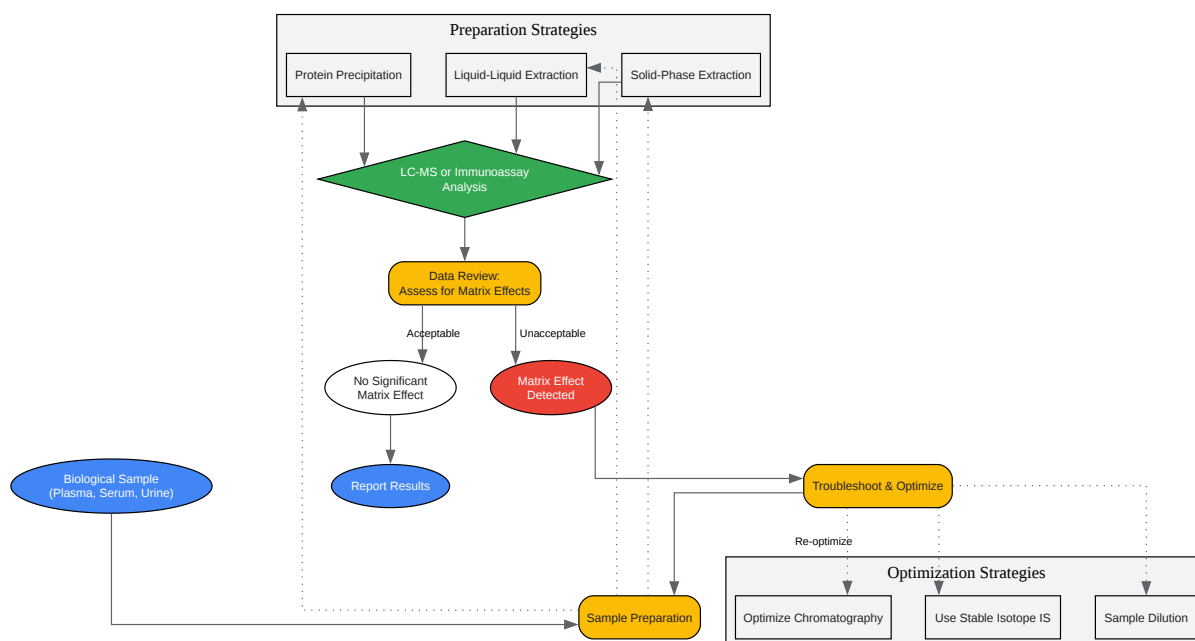 Preparation Strategies
Protein Precipitation
Liquid-Liquid Extraction
Solid-Phase Extraction
LC-MS or Immunoassay
Analysis
Data Review:
Assess for Matrix Effects
Acceptable
Unacceptable
No Significant
Matrix Effect
Matrix Effect
Detected
Biological Sample
(Plasma, Serum, Urine)
Report Results
Troubleshoot & Optimize
Re-optimize
Optimization Strategies
Sample Preparation
Optimize Chromatography
Use Stable Isotope IS
Sample Dilution